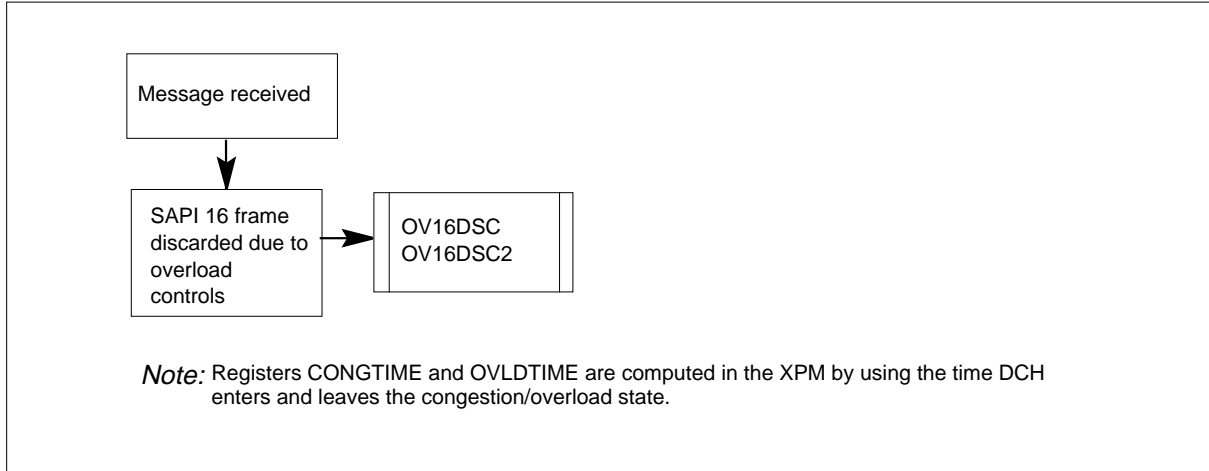 Message received
SAPI 16 frame
discarded due to
overload
controls
OV16DSC
OV16DSC2
Note: Registers CONGTIME and OVLDTIME are computed in the XPM by using the time DCH
enters and leaves the congestion/overload state.